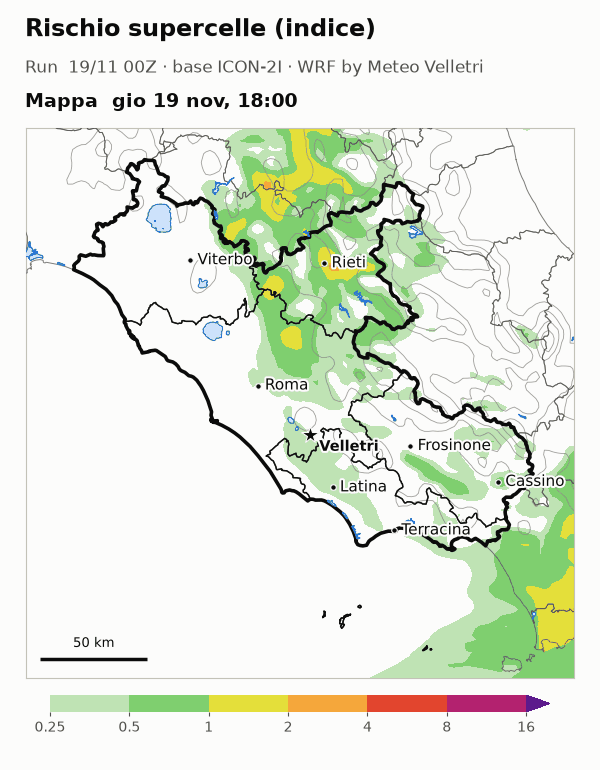 Rischio supercelle (indice)
Run  19/11 00Z · base ICON-2I · WRF by Meteo Velletri
Mappa  gio 19 nov, 18:00
Viterbo
Rieti
Roma
Velletri
Frosinone
Latina
Cassino
Terracina
50 km
0.25 0.5 1 2 4 8 16